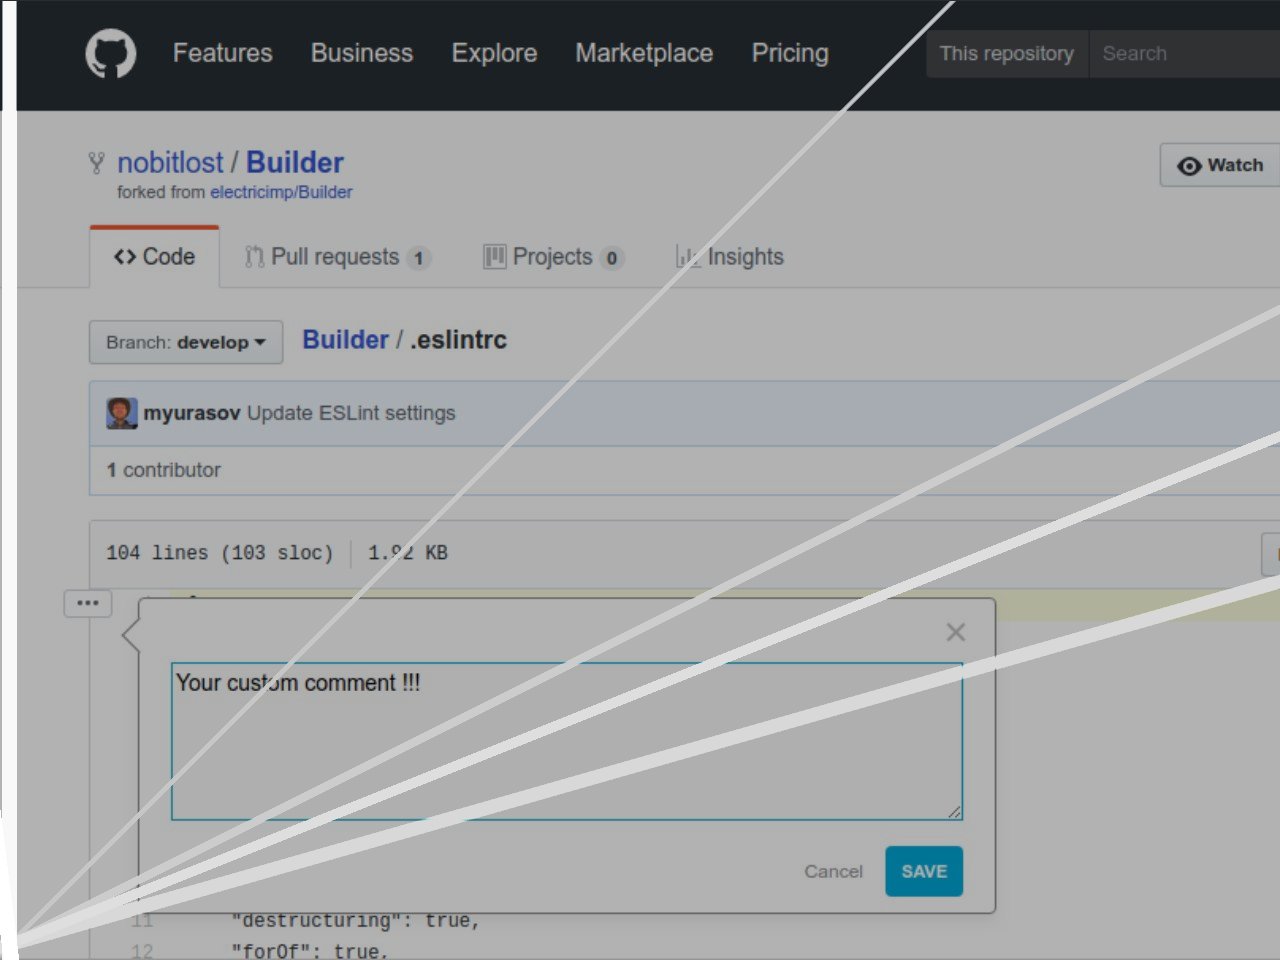 Features Business Explore Marketplace Pricing This repository Search
nobitlost / Builder
Watch
forked from electricimp/Builder
Code Pull requests 1 Projects 0 Insights
Branch: develop Builder / .eslintrc
myurasov Update ESLint settings
1 contributor
104 lines (103 sloc) 1.92 KB
Your custom comment !!!
Cancel SAVE
11 "destructuring": true,
12 "forOf": true,